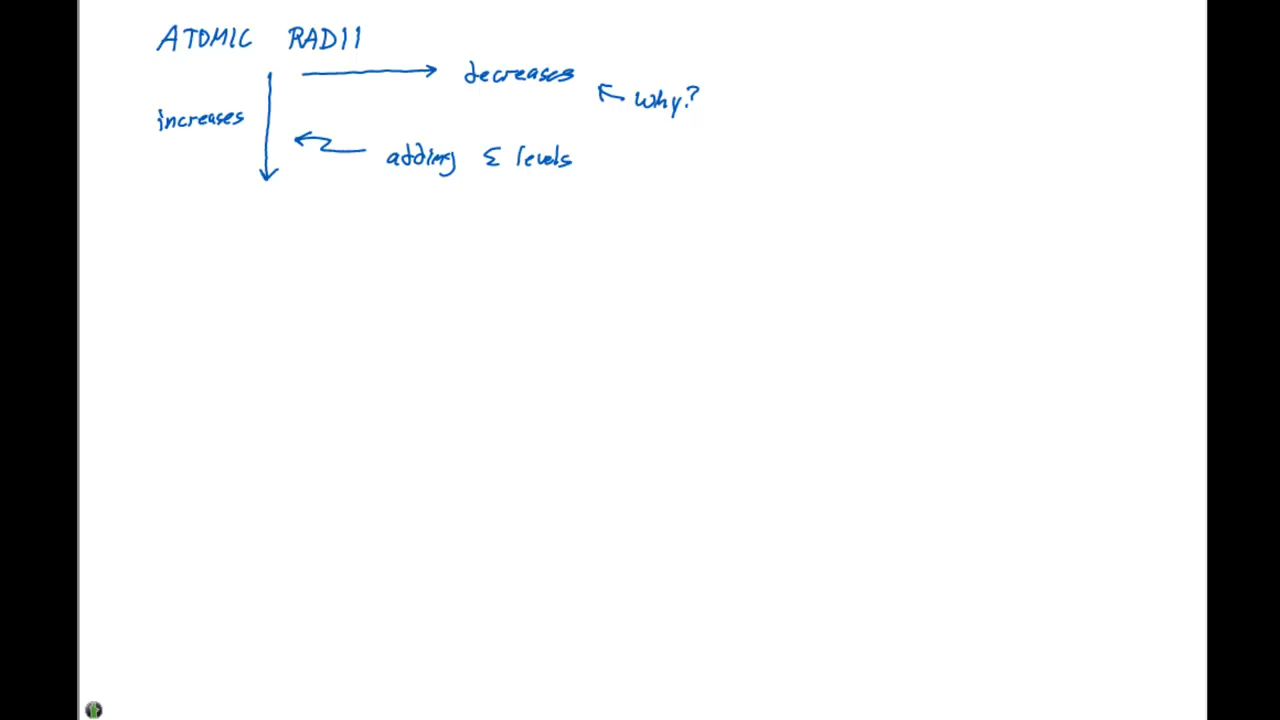 ATOMIC RADII
decreases
why?
increases
adding Σ levels